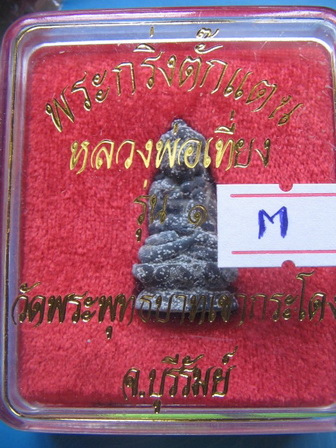 พระกริ่งตั๊กแตน
หลวงพ่อเที่ยง
รุ่น ๑
M
วัดพระพุทธบาทเขากระโดง
จ.บุรีรัมย์